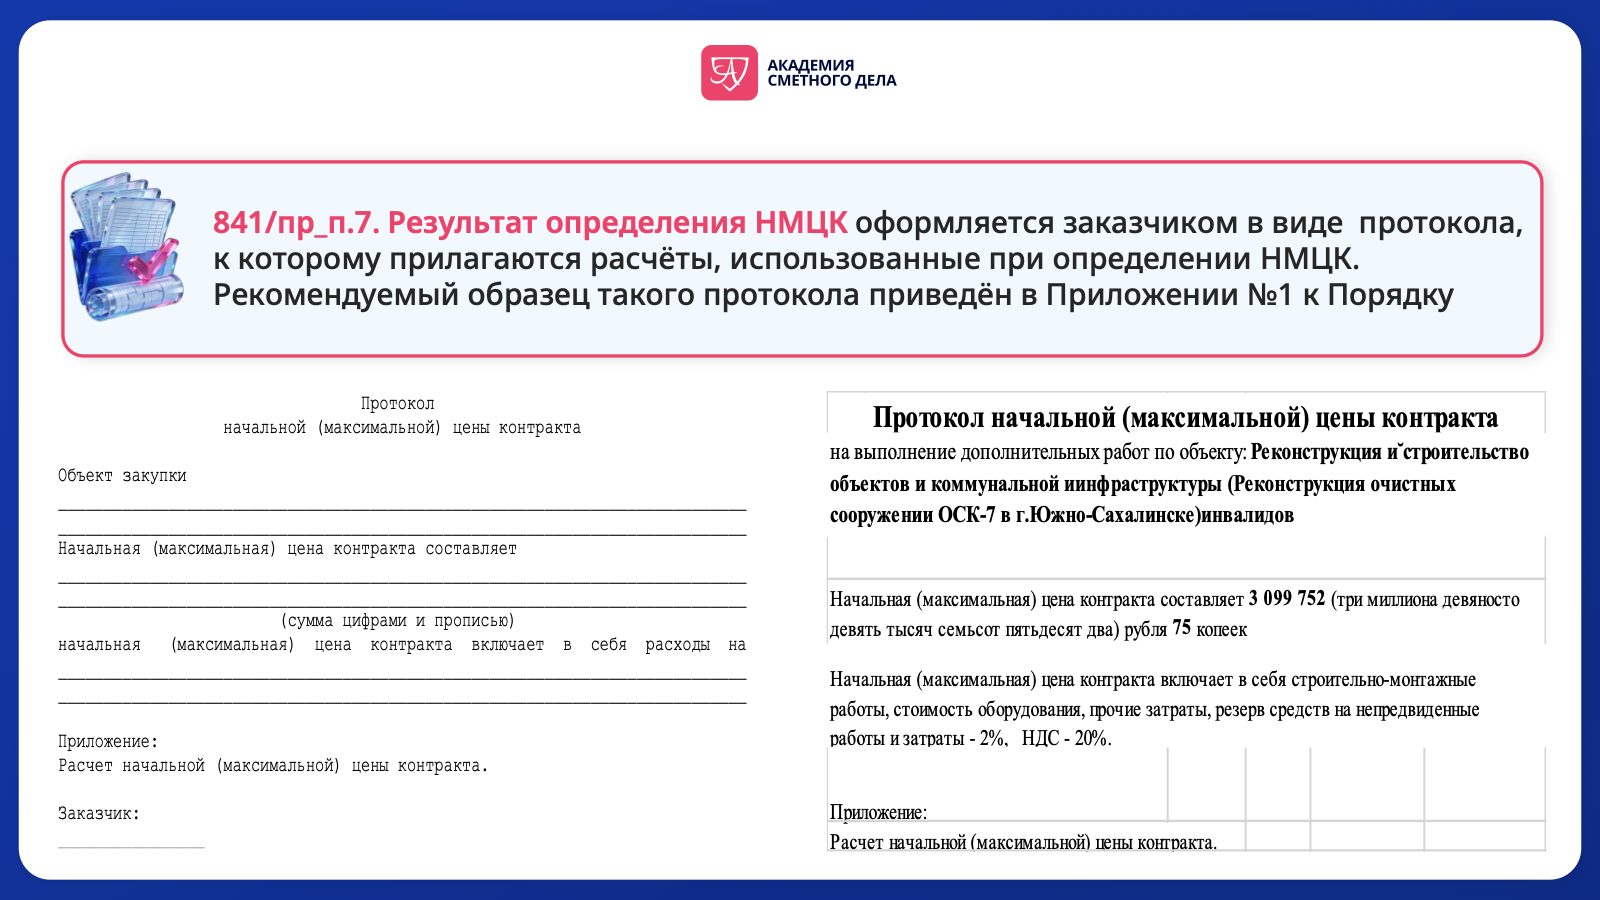 АКАДЕМИЯ
СМЕТНОГО ДЕЛА
841/пр_п.7. Результат определения НМЦК оформляется заказчиком в виде протокола,
к которому прилагаются расчёты, использованные при определении НМЦК.
Рекомендуемый образец такого протокола приведён в Приложении №1 к Порядку
Протокол
начальной (максимальной) цены контракта
Объект закупки
Начальная (максимальная) цена контракта составляет
(сумма цифрами и прописью)
начальная (максимальная) цена контракта включает в себя расходы на
Приложение:
Расчет начальной (максимальной) цены контракта.
Заказчик:
Протокол начальной (максимальной) цены контракта
на выполнение дополнительных работ по объекту: Реконструкция и˘строительство
объектов и коммунальной иинфраструктуры (Реконструкция очистных
сооружении ОСК-7 в г.Южно-Сахалинске)инвалидов
Начальная (максимальная) цена контракта составляет 3 099 752 (три миллиона девяносто
девять тысяч семьсот пятьдесят два) рубля 75 копеек
Начальная (максимальная) цена контракта включает в себя строительно-монтажные
работы, стоимость оборудования, прочие затраты, резерв средств на непредвиденные
работы и затраты - 2%, НДС - 20%.
Приложение:
Расчет начальной (максимальной) цены контракта.